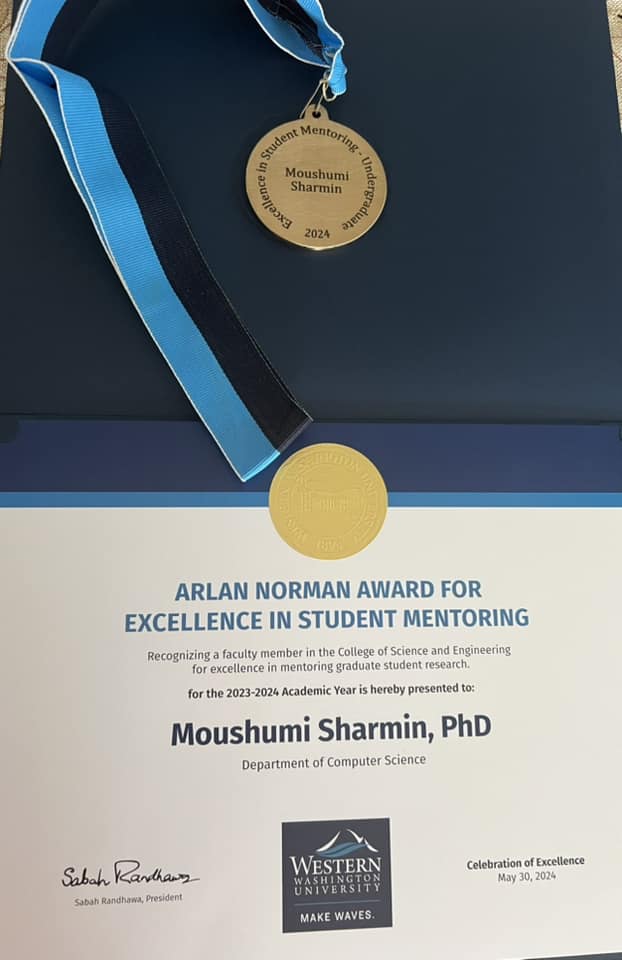 Excellence in Student Mentoring - Undergraduate
Moushumi
Sharmin
2024
ARLAN NORMAN AWARD FOR
EXCELLENCE IN STUDENT MENTORING
Recognizing a faculty member in the College of Science and Engineering
for excellence in mentoring graduate student research.
for the 2023-2024 Academic Year is hereby presented to:
Moushumi Sharmin, PhD
Department of Computer Science
Sabah Randhawa
Sabah Randhawa, President
WESTERN
WASHINGTON
UNIVERSITY
MAKE WAVES.
Celebration of Excellence
May 30, 2024